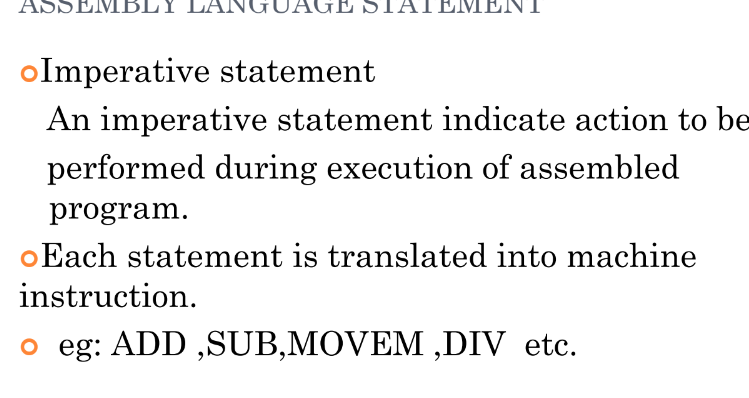 ASSEMBLY LANGUAGE STATEMENT
Imperative statement
An imperative statement indicate action to be
performed during execution of assembled
program.
Each statement is translated into machine
instruction.
eg: ADD ,SUB,MOVEM ,DIV etc.